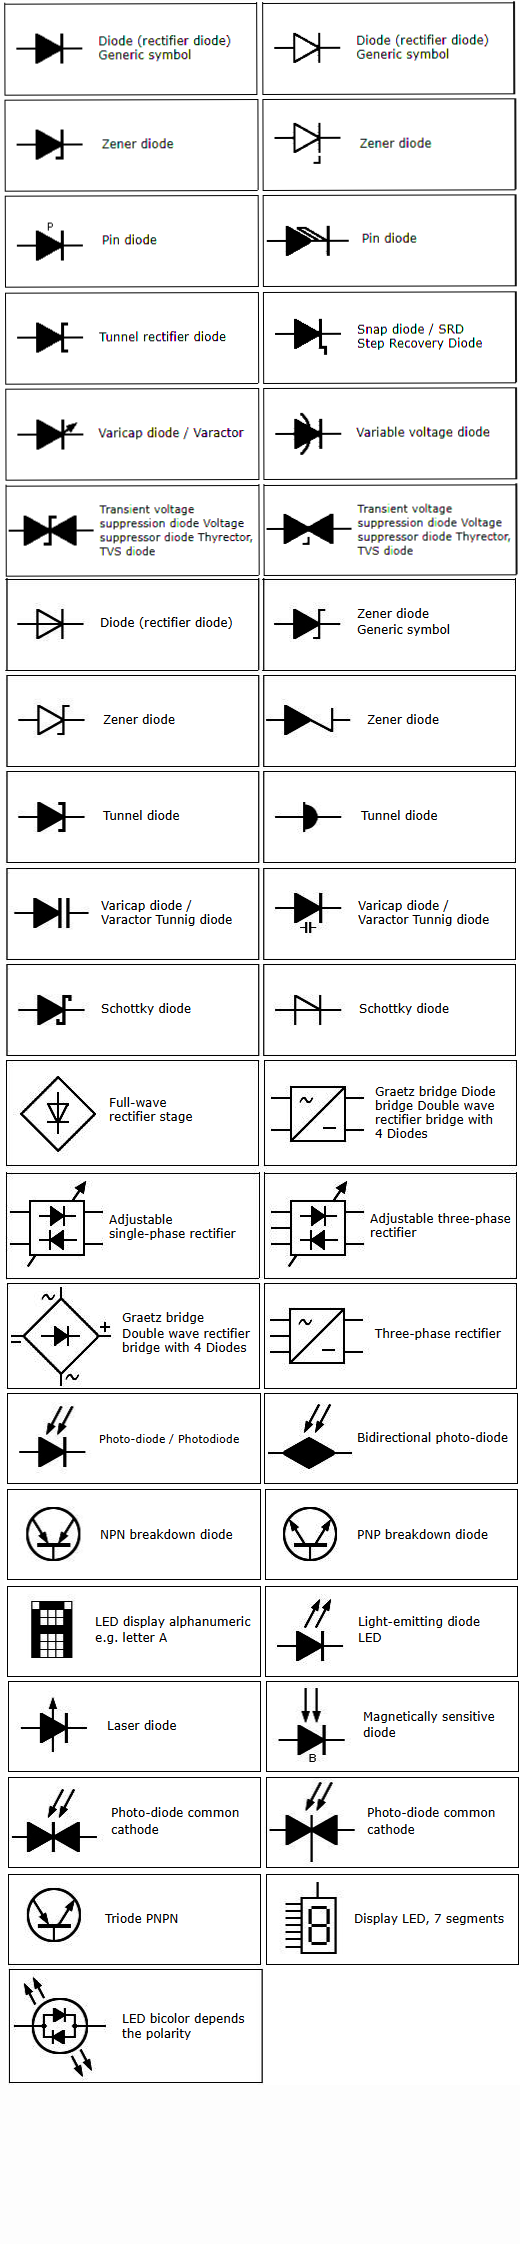 Diode (rectifier diode)
Generic symbol
Diode (rectifier diode)
Generic symbol
Zener diode
Zener diode
P
Pin diode
Pin diode
Tunnel rectifier diode
Snap diode / SRD
Step Recovery Diode
Varicap diode / Varactor
Variable voltage diode
Transient voltage
suppression diode Voltage
suppressor diode Thyrector,
TVS diode
Transient voltage
suppression diode Voltage
suppressor diode Thyrector,
TVS diode
Diode (rectifier diode)
Zener diode
Generic symbol
Zener diode
Zener diode
Tunnel diode
Tunnel diode
Varicap diode /
Varactor Tunnig diode
Varicap diode /
Varactor Tunnig diode
Schottky diode
Schottky diode
Full-wave
rectifier stage
Graetz bridge Diode
bridge Double wave
rectifier bridge with
4 Diodes
Adjustable
single-phase rectifier
Adjustable three-phase
rectifier
Graetz bridge
Double wave rectifier
bridge with 4 Diodes
Three-phase rectifier
Photo-diode / Photodiode
Bidirectional photo-diode
NPN breakdown diode
PNP breakdown diode
LED display alphanumeric
e.g. letter A
Light-emitting diode
LED
Laser diode
Magnetically sensitive
diode
B
Photo-diode common
cathode
Photo-diode common
cathode
Triode PNPN
8
Display LED, 7 segments
LED bicolor depends
the polarity